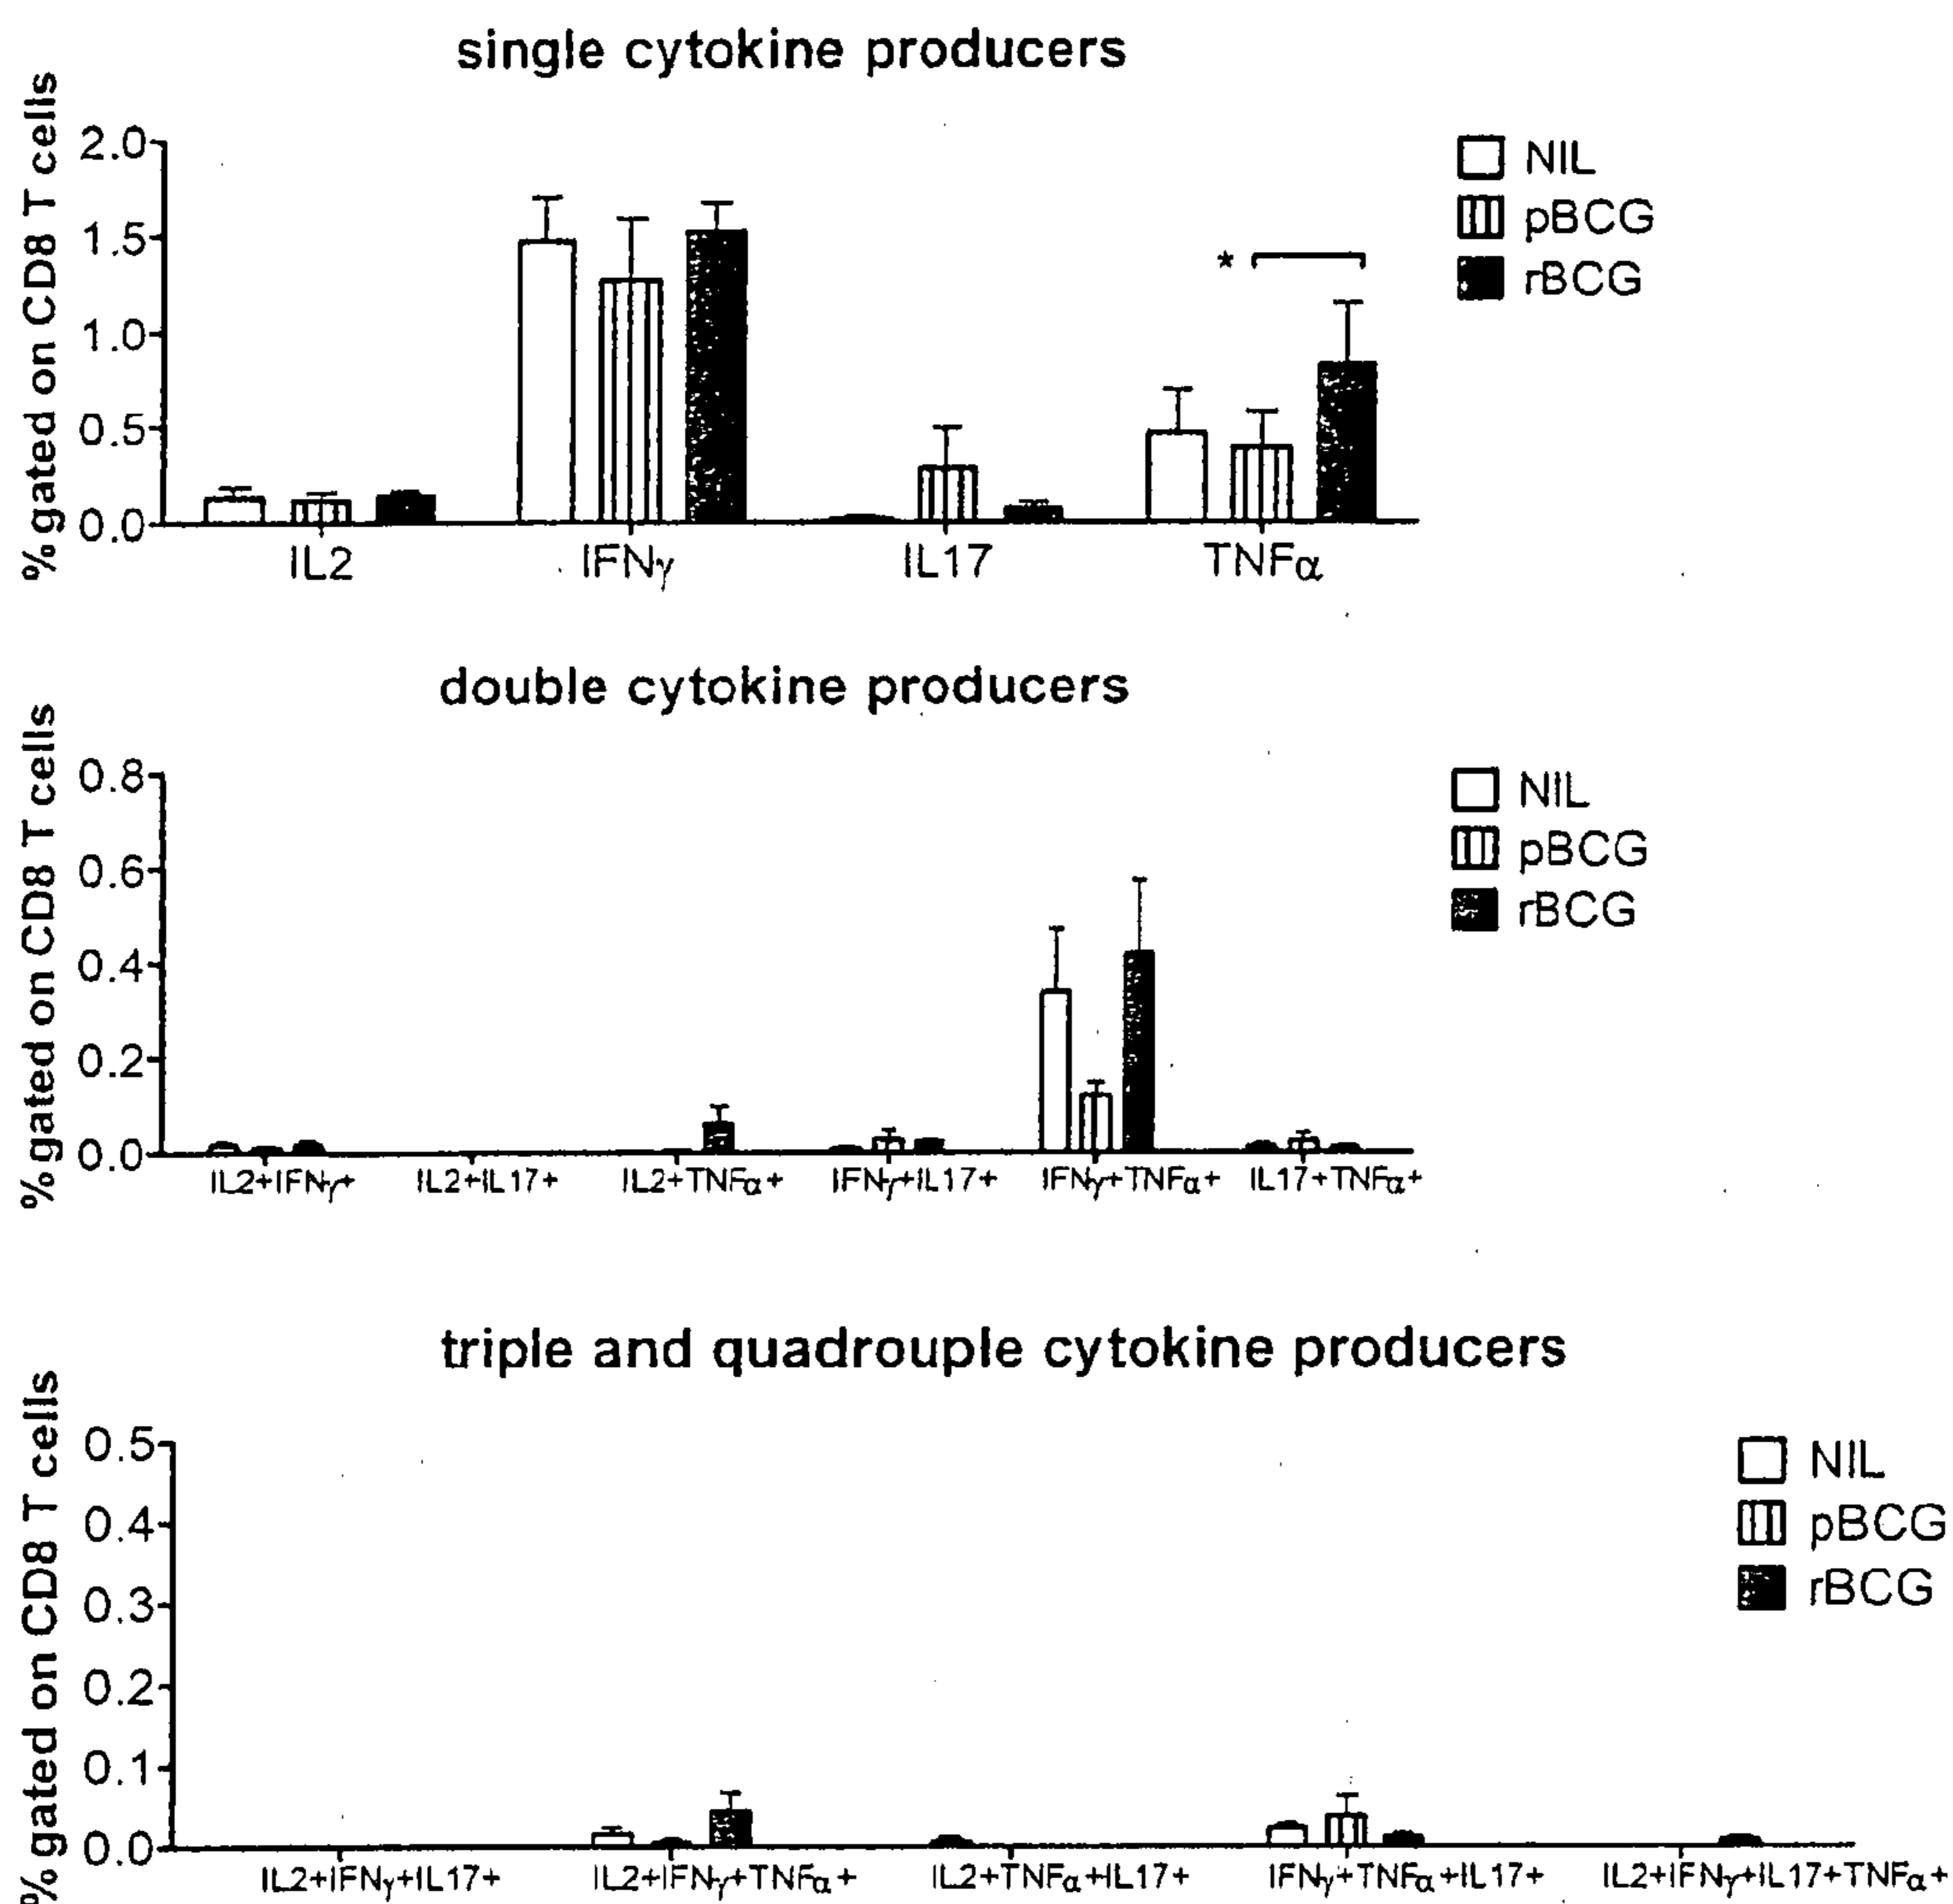 single cytokine producers
%gated on CD8 T cells
2.0
1.5
1.0
0.5
0.0
*
NIL
pBCG
rBCG
IL2 IFNγ IL17 TNFα
double cytokine producers
%gated on CD8 T cells
0.8
0.6
0.4
0.2
0.0
NIL
pBCG
rBCG
IL2+IFNγ+ IL2+IL17+ IL2+TNFα+ IFNγ+IL17+ IFNγ+TNFα+ IL17+TNFα+
triple and quadrouple cytokine producers
%gated on CD8 T cells
0.5
0.4
0.3
0.2
0.1
0.0
NIL
pBCG
rBCG
IL2+IFNγ+IL17+ IL2+IFNγ+TNFα+ IL2+TNFα+IL17+ IFNγ+TNFα+IL17+ IL2+IFNγ+IL17+TNFα+